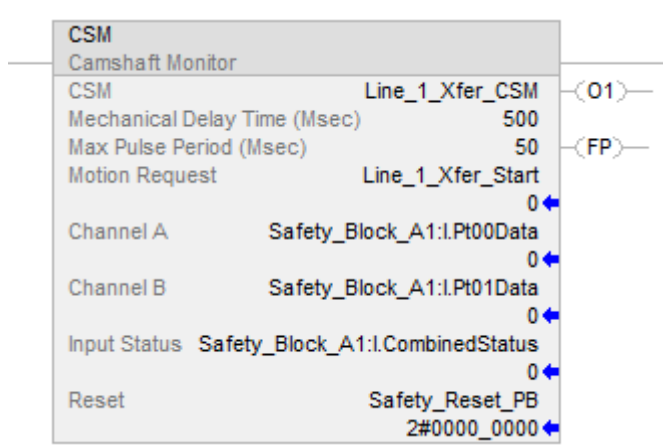 CSM
Camshaft Monitor
CSM Line_1_Xfer_CSM (O1)
Mechanical Delay Time (Msec) 500
Max Pulse Period (Msec) 50 (FP)
Motion Request Line_1_Xfer_Start
0
Channel A Safety_Block_A1:I.Pt00Data
0
Channel B Safety_Block_A1:I.Pt01Data
0
Input Status Safety_Block_A1:I.CombinedStatus
0
Reset Safety_Reset_PB
2#0000_0000